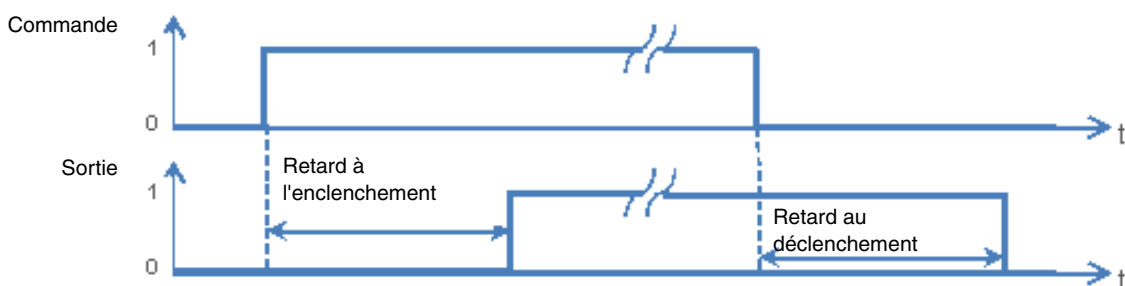 Commande
1
0
t
Sortie
1
0
Retard à
l'enclenchement
Retard au
déclenchement
t